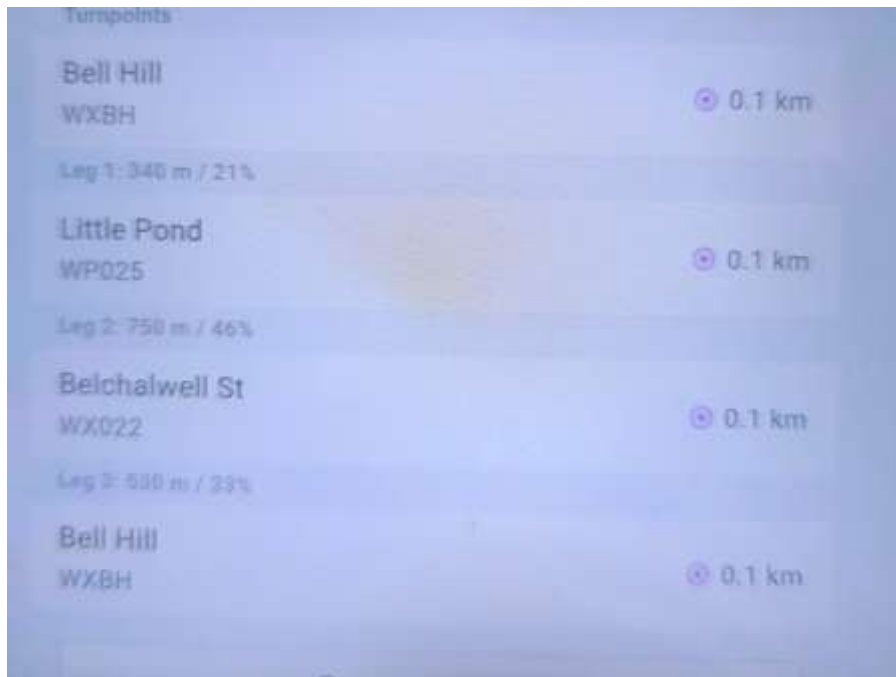 Turnpoints
Bell Hill
WXBH
0.1 km
Leg 1: 340 m / 21%
Little Pond
WP025
0.1 km
Leg 2: 750 m / 46%
Belchalwell St
WX022
0.1 km
Leg 3: 530 m / 33%
Bell Hill
WXBH
0.1 km